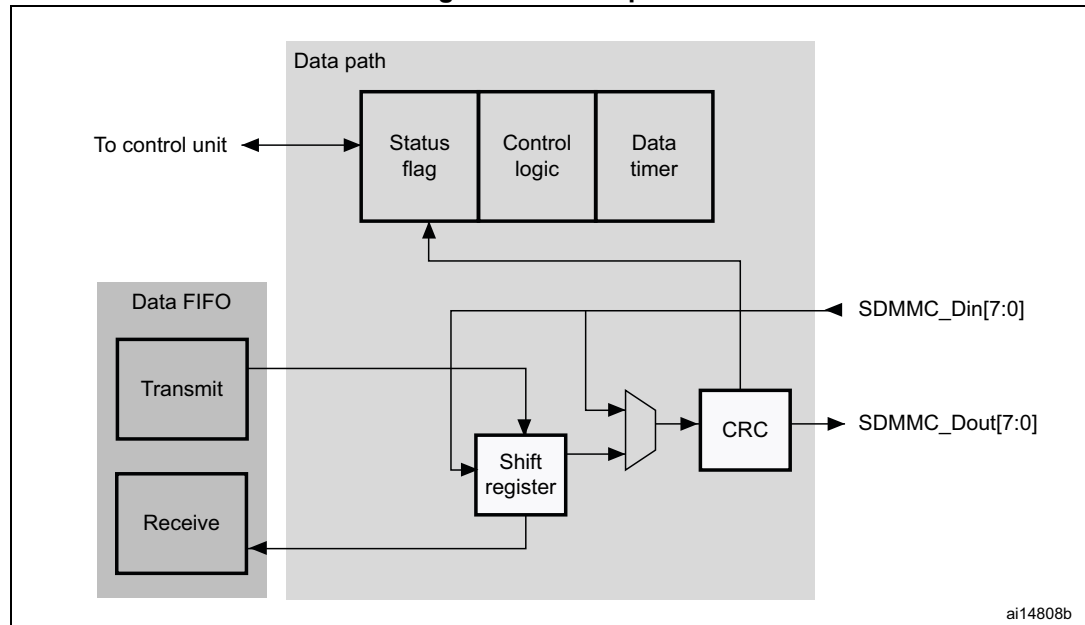 Data path
To control unit
Status
flag
Control
logic
Data
timer
Data FIFO
SDMMC_Din[7:0]
Transmit
CRC
SDMMC_Dout[7:0]
Shift
register
Receive
ai14808b